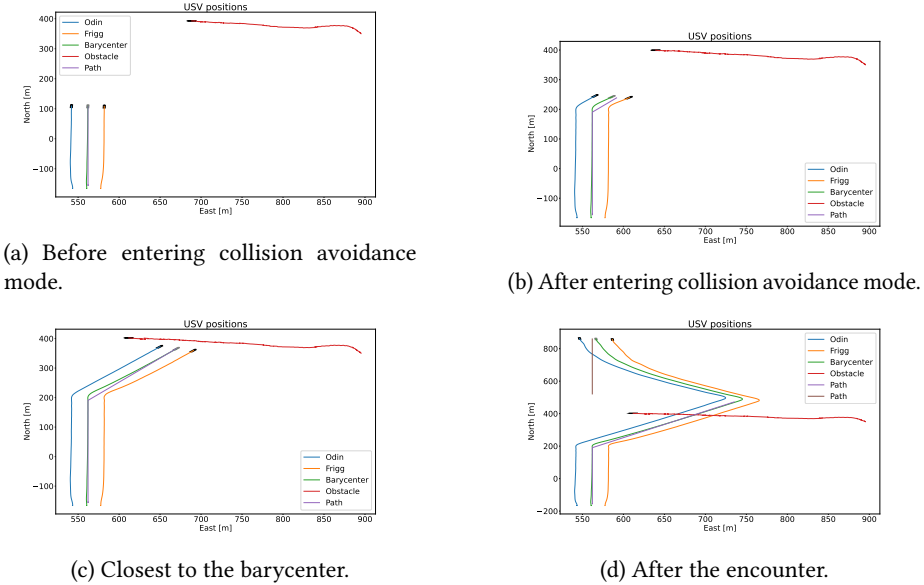 USV positions
400
300
200
100
0
−100
North [m]
Odin
Frigg
Barycenter
Obstacle
Path
550 600 650 700 750 800 850 900
East [m]
(a) Before entering collision avoidance
mode.
USV positions
400
300
200
100
0
−100
North [m]
Odin
Frigg
Barycenter
Obstacle
Path
550 600 650 700 750 800 850 900
East [m]
(b) After entering collision avoidance mode.
USV positions
400
300
200
100
0
−100
North [m]
Odin
Frigg
Barycenter
Obstacle
Path
550 600 650 700 750 800 850 900
East [m]
(c) Closest to the barycenter.
USV positions
800
600
400
200
0
−200
North [m]
Odin
Frigg
Barycenter
Obstacle
Path
Path
550 600 650 700 750 800 850 900
East [m]
(d) After the encounter.